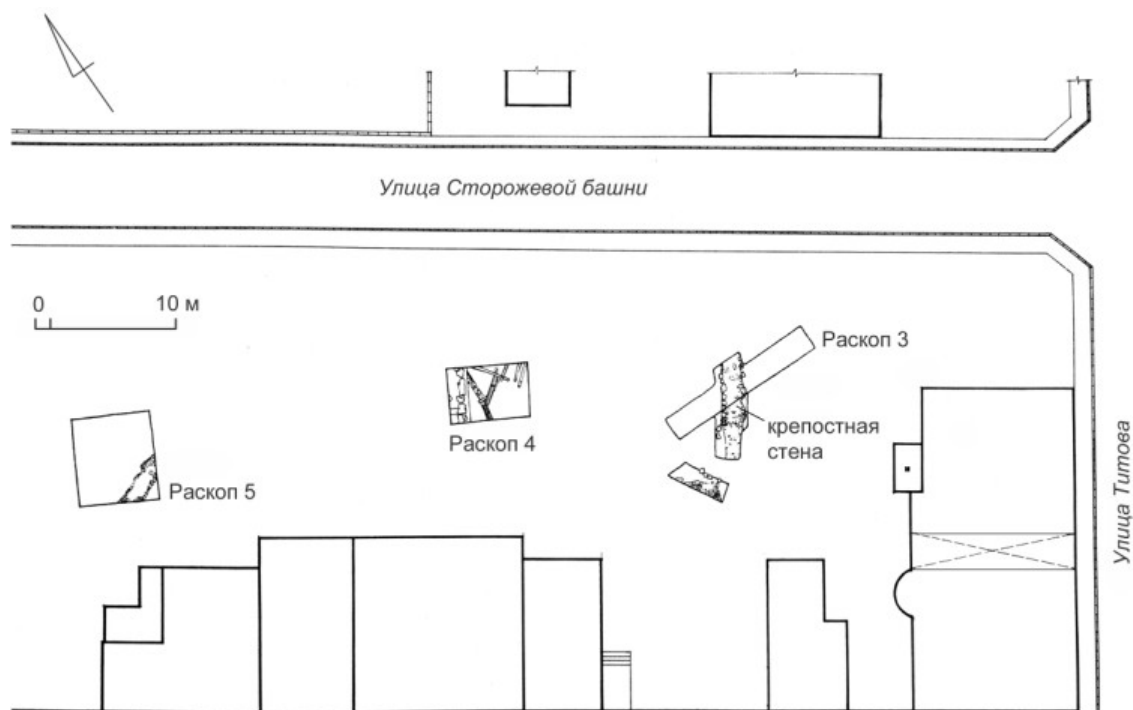 Улица Сторожевой башни
0
10 м
Раскоп 3
крепостная
стена
Раскоп 4
Раскоп 5
Улица Титова